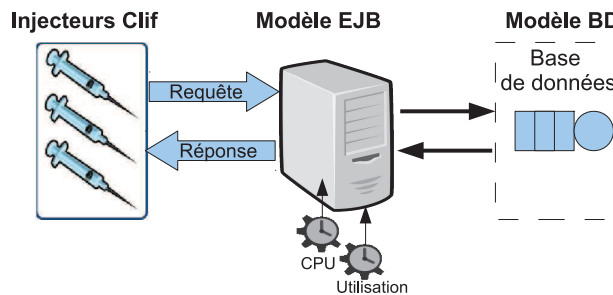 Injecteurs Clif
Modèle EJB
Modèle BD
Requête
Réponse
Base
de données
CPU
Utilisation